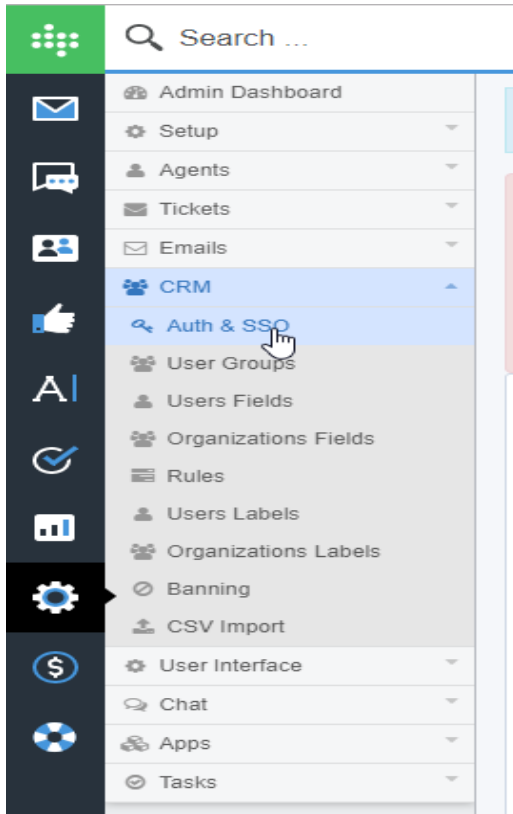 Search ...
Admin Dashboard
Setup
Agents
Tickets
Emails
CRM
Auth & SSO
User Groups
Users Fields
Organizations Fields
Rules
Users Labels
Organizations Labels
Banning
CSV Import
User Interface
Chat
Apps
Tasks